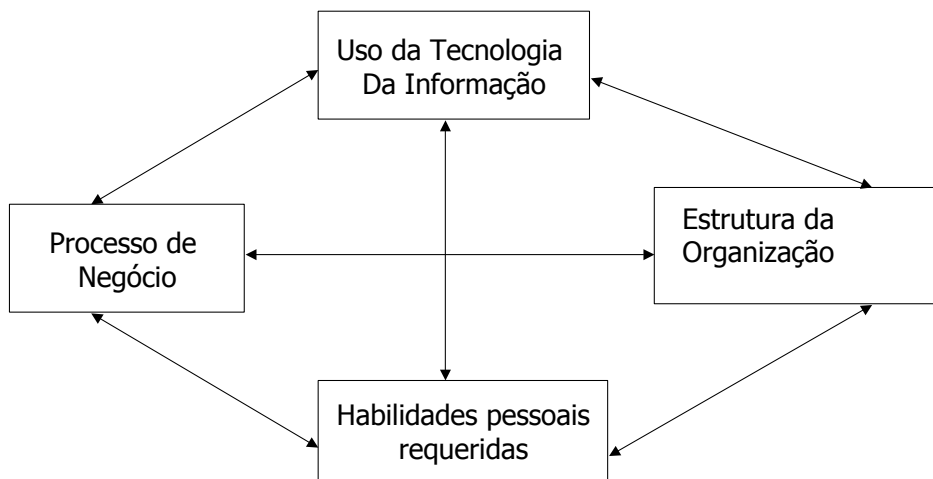 Uso da Tecnologia
Da Informação
Processo de
Negócio
Estrutura da
Organização
Habilidades pessoais
requeridas